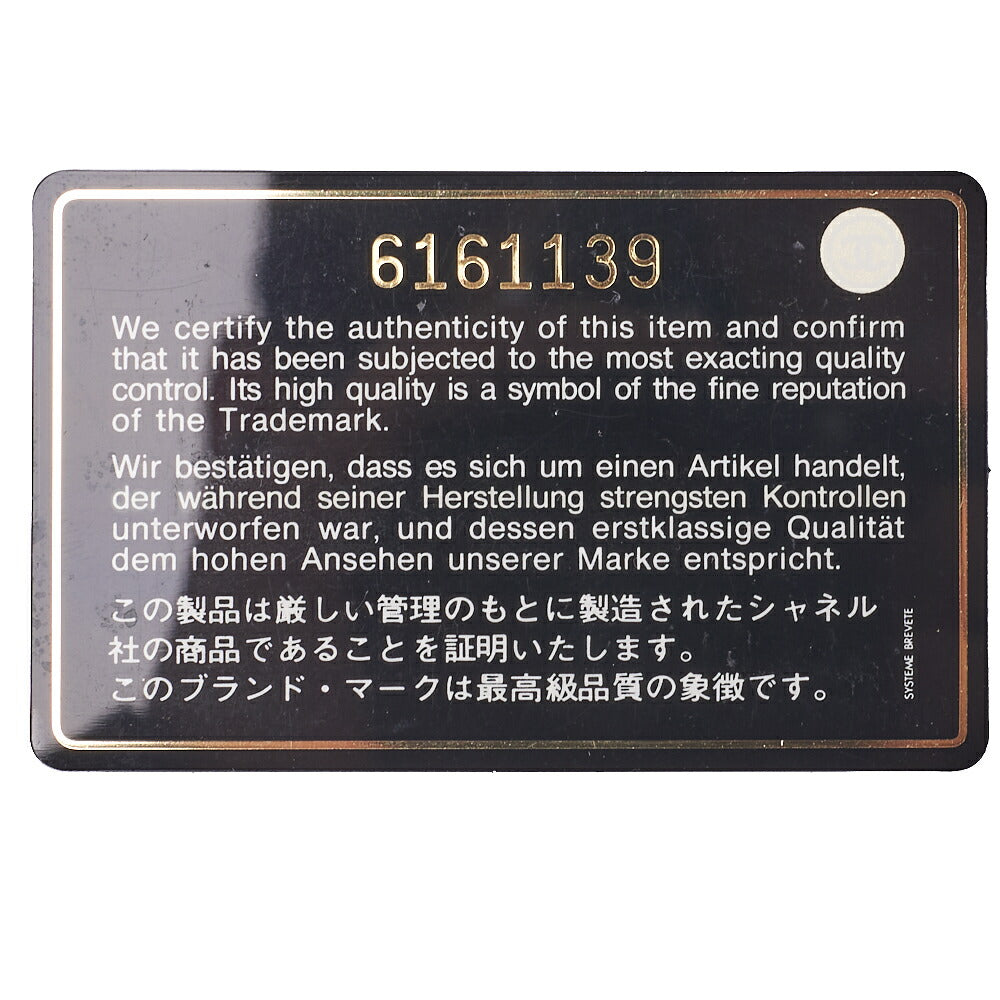 6161139
We certify the authenticity of this item and confirm
that it has been subjected to the most exacting quality
control. Its high quality is a symbol of the fine reputation
of the Trademark.
Wir bestätigen, dass es sich um einen Artikel handelt,
der während seiner Herstellung strengsten Kontrollen
unterworfen war, und dessen erstklassige Qualität
dem hohen Ansehen unserer Marke entspricht.
この製品は厳しい管理のもとに製造されたシャネル
社の商品であることを証明いたします。
このブランド・マークは最高級品質の象徴です。
SYSTEME BREVETE